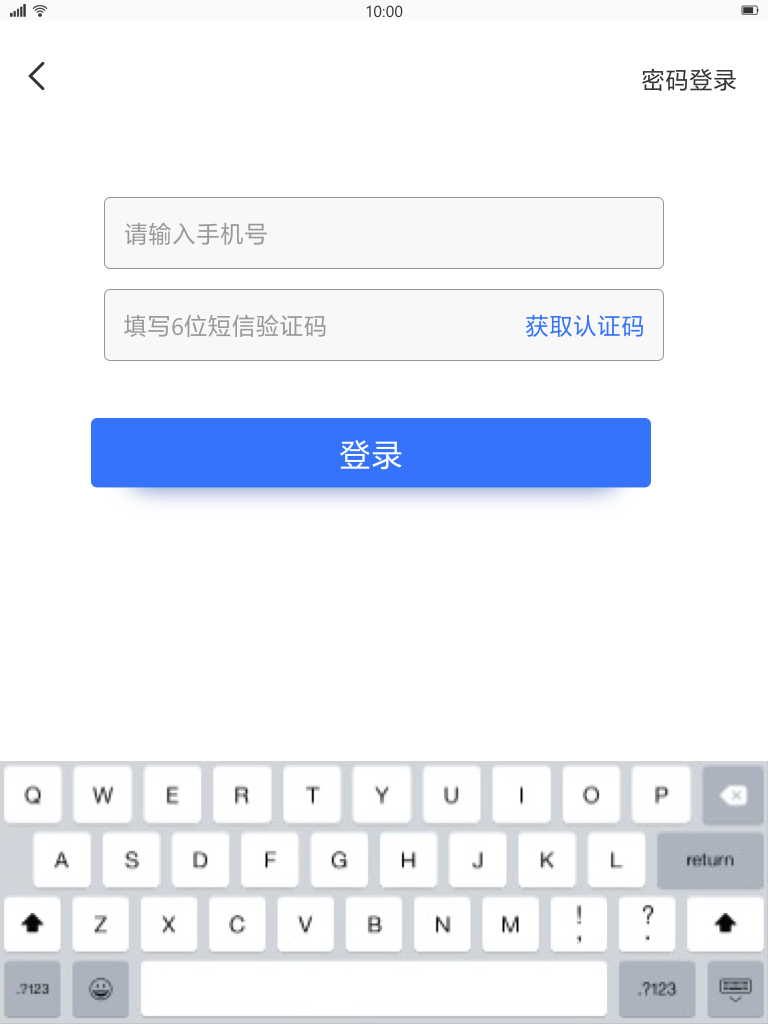 10:00
密码登录
请输入手机号
填写6位短信验证码 获取认证码
登录
Q W E R T Y U I O P
A S D F G H J K L return
Z X C V B N M ! , ? .
.?123 .?123